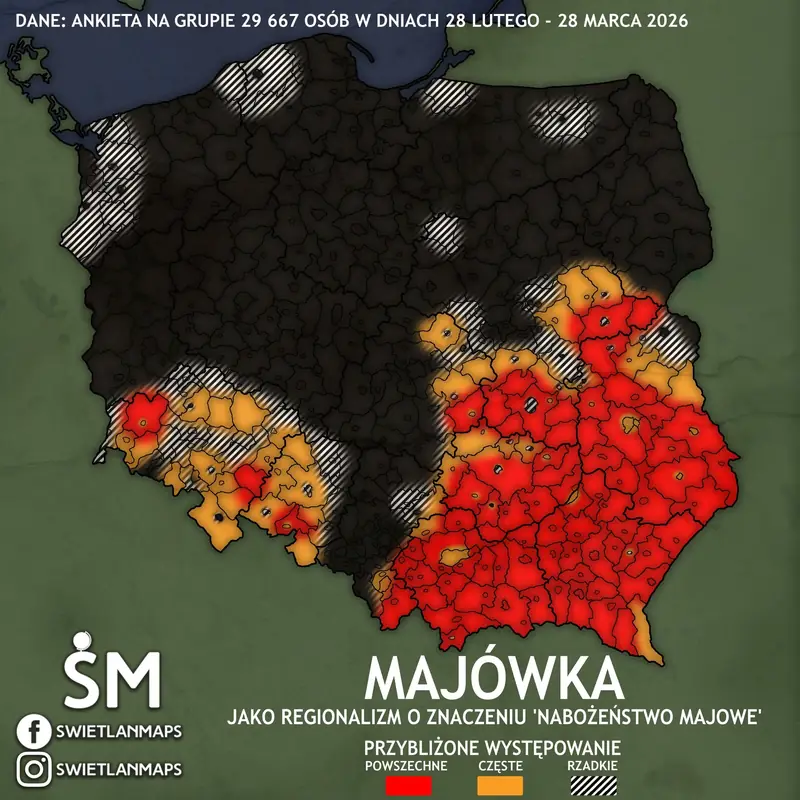 DANE: ANKIETA NA GRUPIE 29 667 OSÓB W DNIACH 28 LUTEGO - 28 MARCA 2026
ŚM
SWIETLANMAPS
SWIETLANMAPS
MAJÓWKA
JAKO REGIONALIZM O ZNACZENIU 'NABOŻEŃSTWO MAJOWE'
PRZYBLIŻONE WYSTĘPOWANIE
POWSZECHNE CZĘSTE RZADKIE